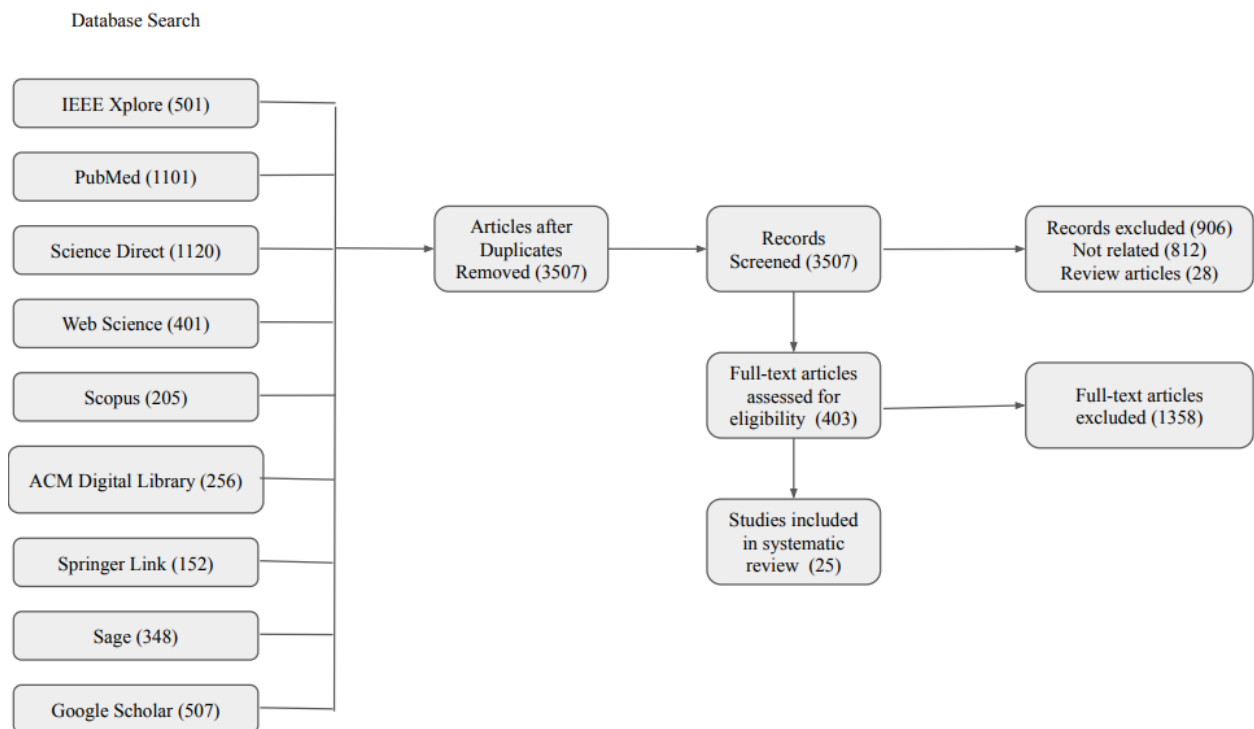 Database Search
IEEE Xplore (501)
PubMed (1101)
Science Direct (1120)
Web Science (401)
Scopus (205)
ACM Digital Library (256)
Springer Link (152)
Sage (348)
Google Scholar (507)
Articles after
Duplicates
Removed (3507)
Records
Screened (3507)
Records excluded (906)
Not related (812)
Review articles (28)
Full-text articles
assessed for
eligibility (403)
Full-text articles
excluded (1358)
Studies included
in systematic
review (25)